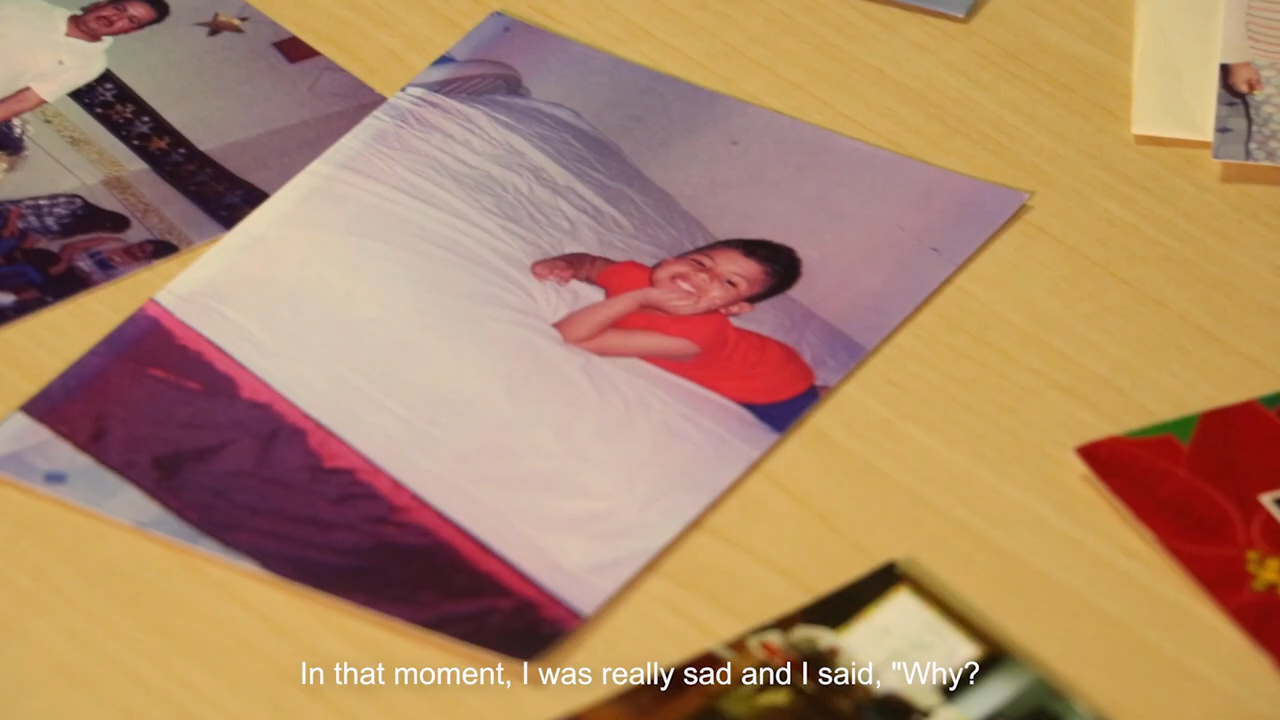 In that moment, I was really sad and I said, "Why?